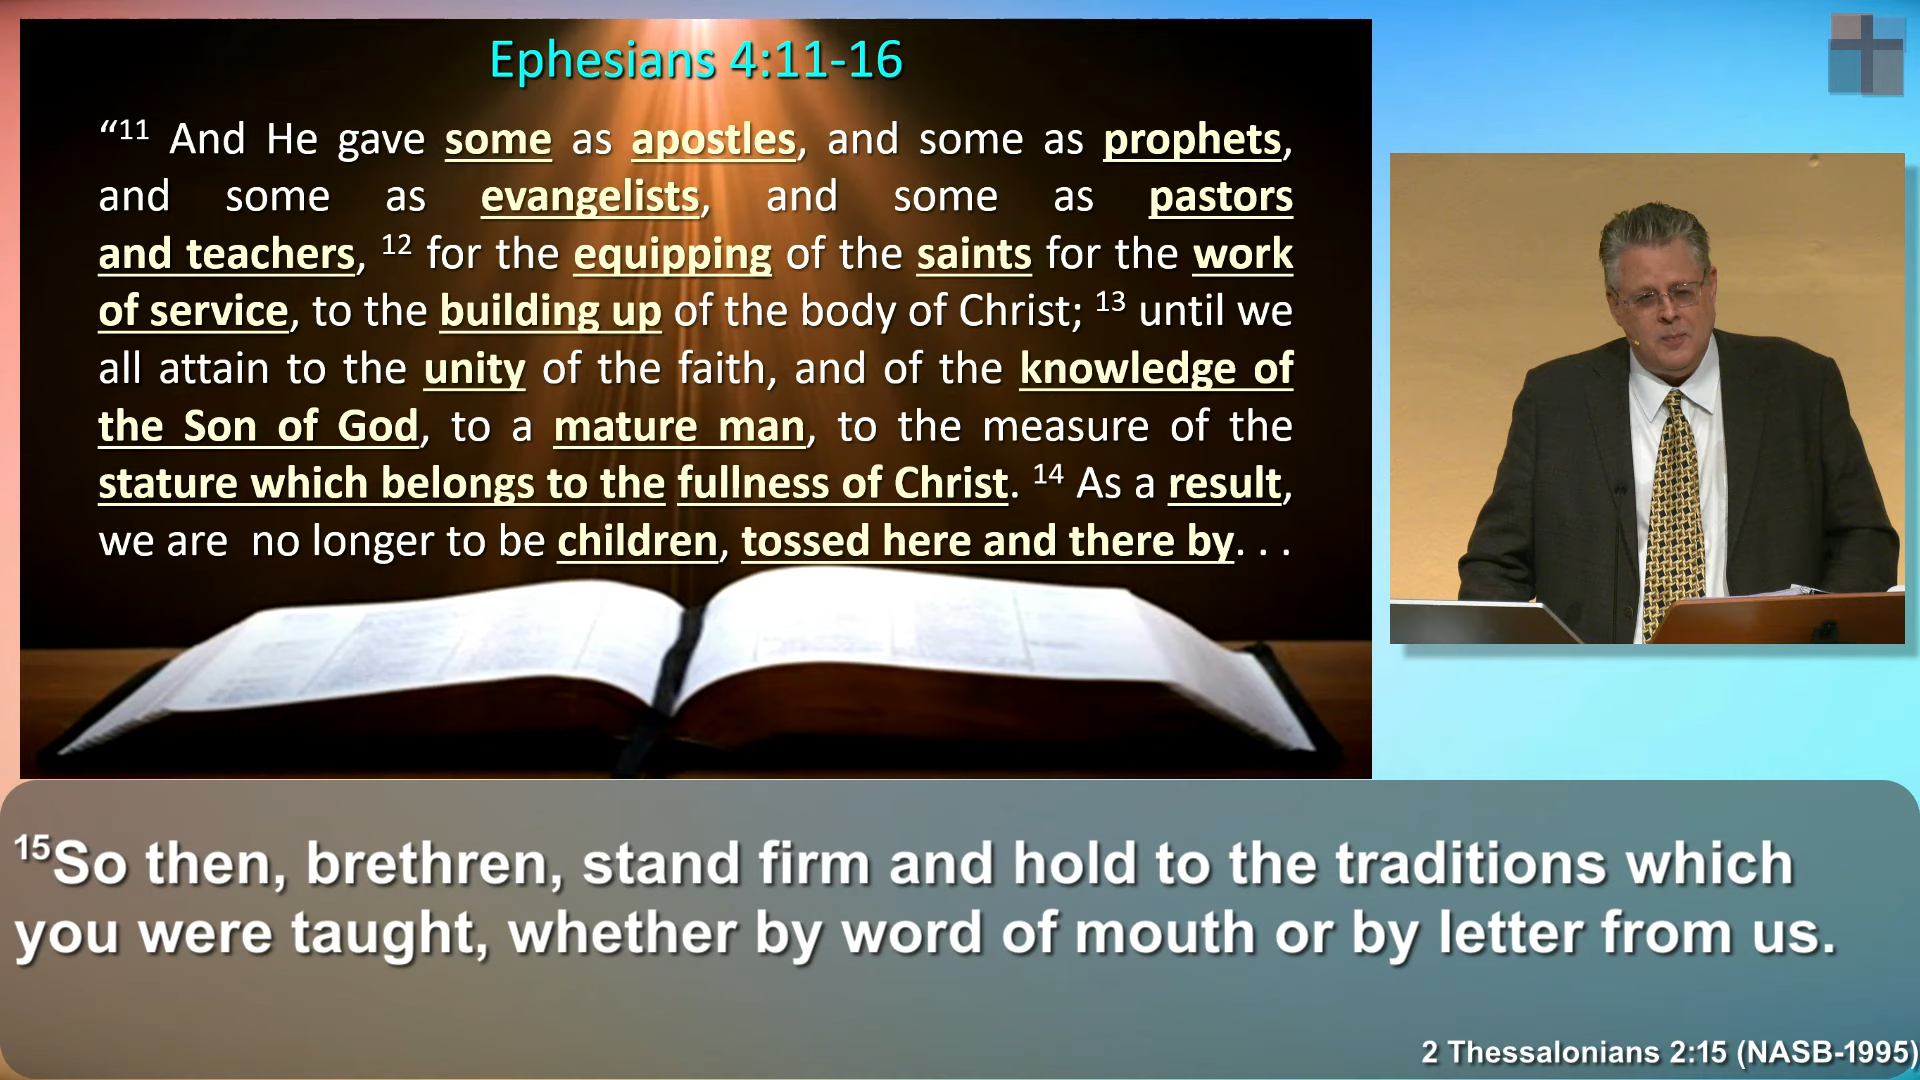 Ephesians 4:11-16
“11 And He gave some as apostles, and some as prophets,
and some as evangelists, and some as pastors
and teachers, 12 for the equipping of the saints for the work
of service, to the building up of the body of Christ; 13 until we
all attain to the unity of the faith, and of the knowledge of
the Son of God, to a mature man, to the measure of the
stature which belongs to the fullness of Christ. 14 As a result,
we are no longer to be children, tossed here and there by. . .
15So then, brethren, stand firm and hold to the traditions which
you were taught, whether by word of mouth or by letter from us.
2 Thessalonians 2:15 (NASB-1995)